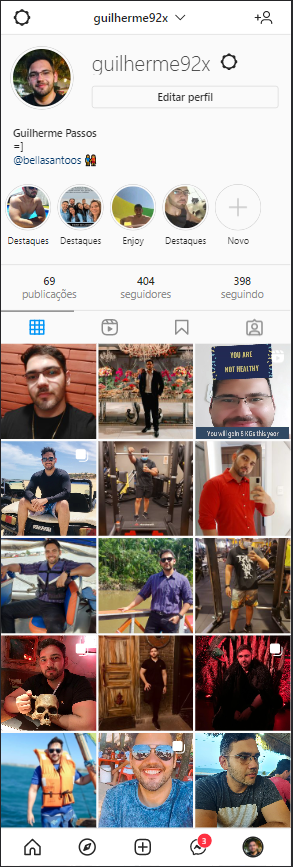 guilherme92x
guilherme92x
Editar perfil
Guilherme Passos
=]
@bellasantoos
Destaques Destaques Enjoy Destaques Novo
69 404 398
publicações seguidores seguindo
YOU ARE
NOT HEALTHY
You will gain 5 KGs this year
3